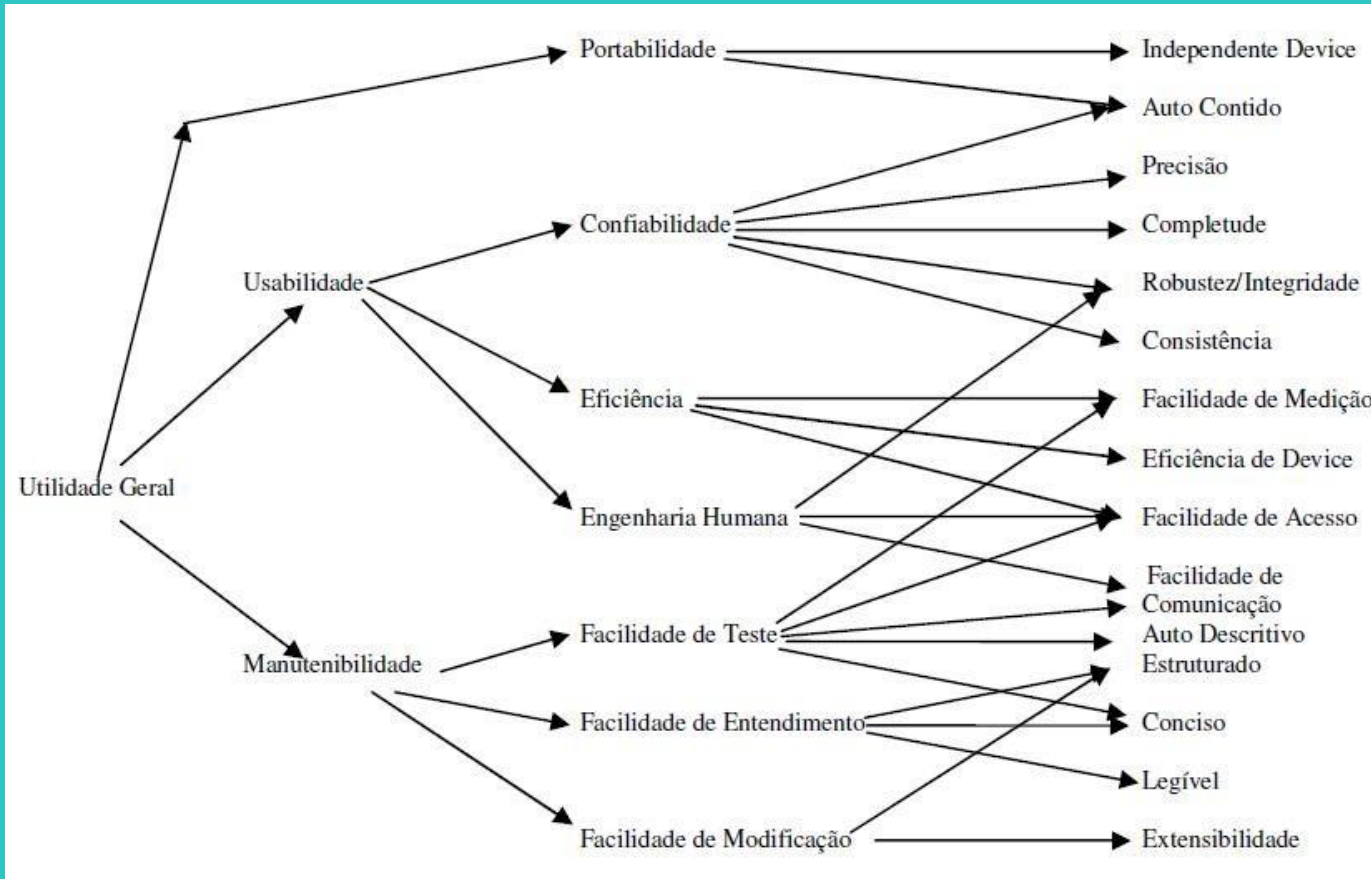 Portabilidade
Independente Device
Auto Contido
Precisão
Confiabilidade
Completude
Usabilidade
Robustez/Integridade
Consistência
Eficiência
Facilidade de Medição
Eficiência de Device
Utilidade Geral
Engenharia Humana
Facilidade de Acesso
Facilidade de
Comunicação
Facilidade de Teste
Auto Descritivo
Manutenibilidade
Estruturado
Facilidade de Entendimento
Conciso
Legível
Facilidade de Modificação
Extensibilidade